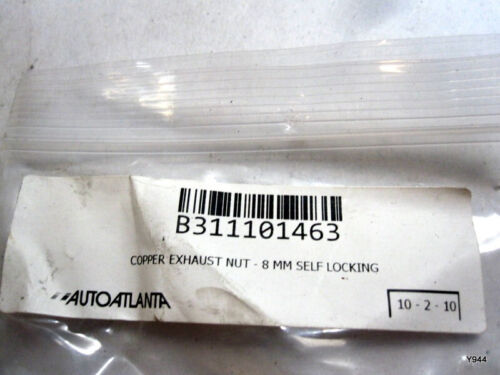 B311101463
COPPER EXHAUST NUT - 8 MM SELF LOCKING
AUTOATLANTA
10 - 2 - 10
Y944